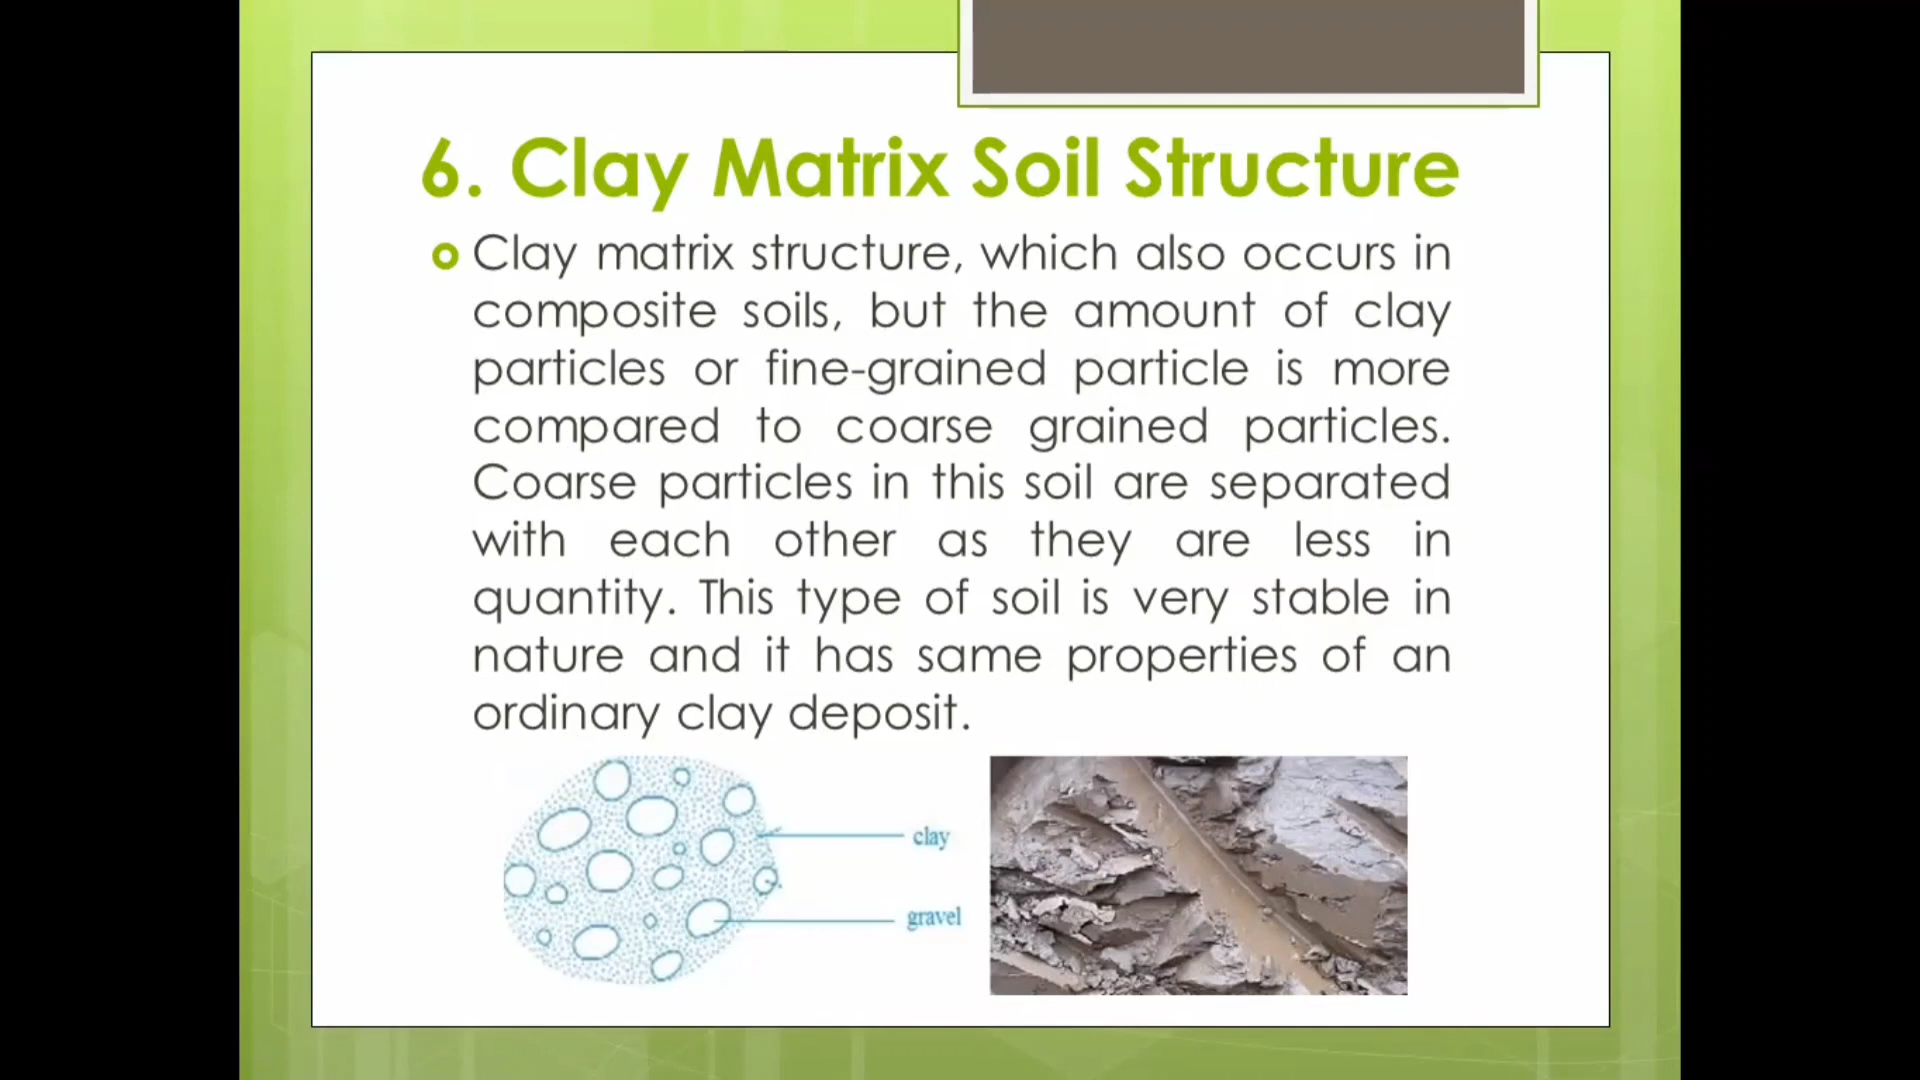 6. Clay Matrix Soil Structure
Clay matrix structure, which also occurs in
composite soils, but the amount of clay
particles or fine-grained particle is more
compared to coarse grained particles.
Coarse particles in this soil are separated
with each other as they are less in
quantity. This type of soil is very stable in
nature and it has same properties of an
ordinary clay deposit.
clay
gravel